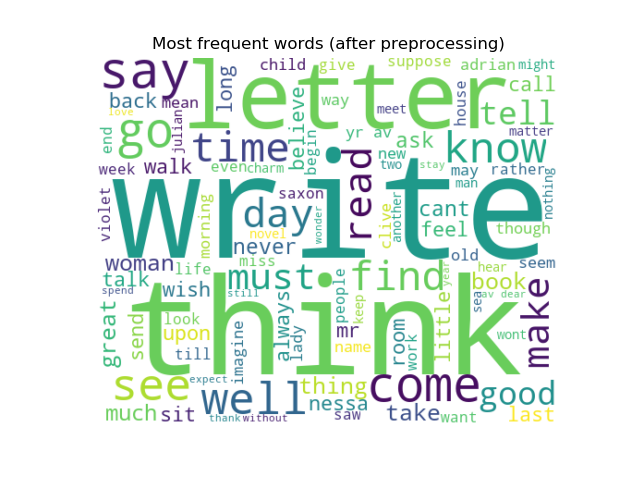 Most frequent words (after preprocessing)
say
letter
child
give
suppose
adrian
might
long
house
call
back
mean
love
julian
way
meet
tell
go
believe
yr av
matter
end
time
begin
ask
know
week
walk
even
charm
read
new
two
stay
may
rather
man
nothing
write
violet
saxon
another
morning
day
wonder
clive
cant
feel
though
novel
never
woman
miss
old
seem
talk
life
must
find
hear
year
book
wish
still
people
keep
sea
av dear
spend
think
great
send
look
upon
always
lady
mr
name
room
work
little
wont
make
till
imagine
see
expect
well
thing
come
good
nessa
much
sit
thank
without
saw
take
want
last